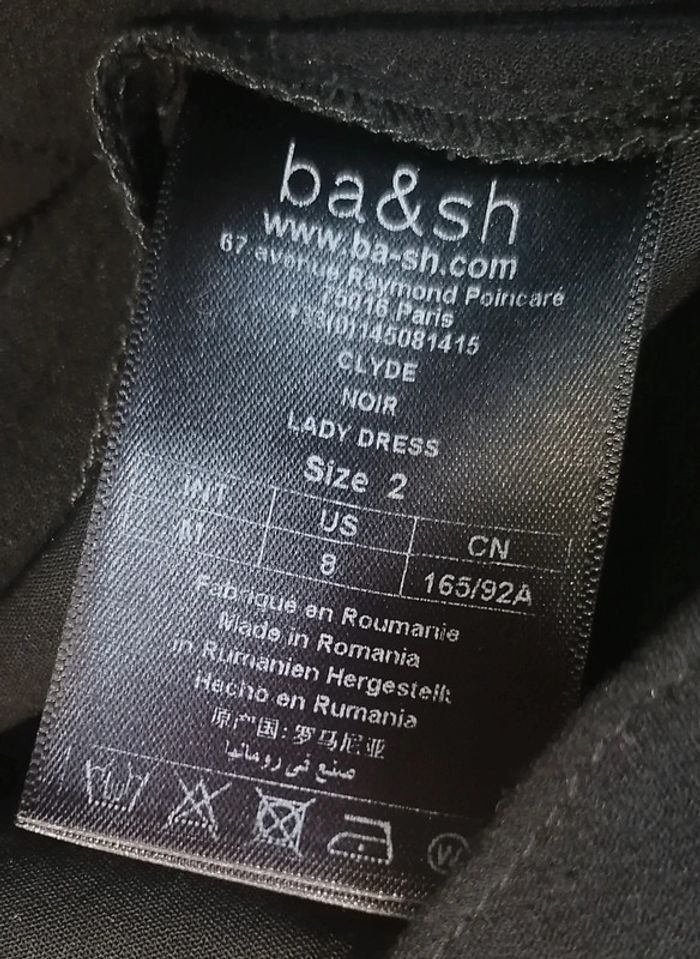 ba&sh
www.ba-sh.com
67 avenue Raymond Poincaré
75016 Paris
+33(0)145081415
CLYDE
NOIR
LADY DRESS
Size 2
INT US CN
M 8 165/92A
Fabriqué en Roumanie
Made in Romania
in Rumänien Hergestellt
Hecho en Rumania
原产国: 罗马尼亚
صنع في رومانيا
W